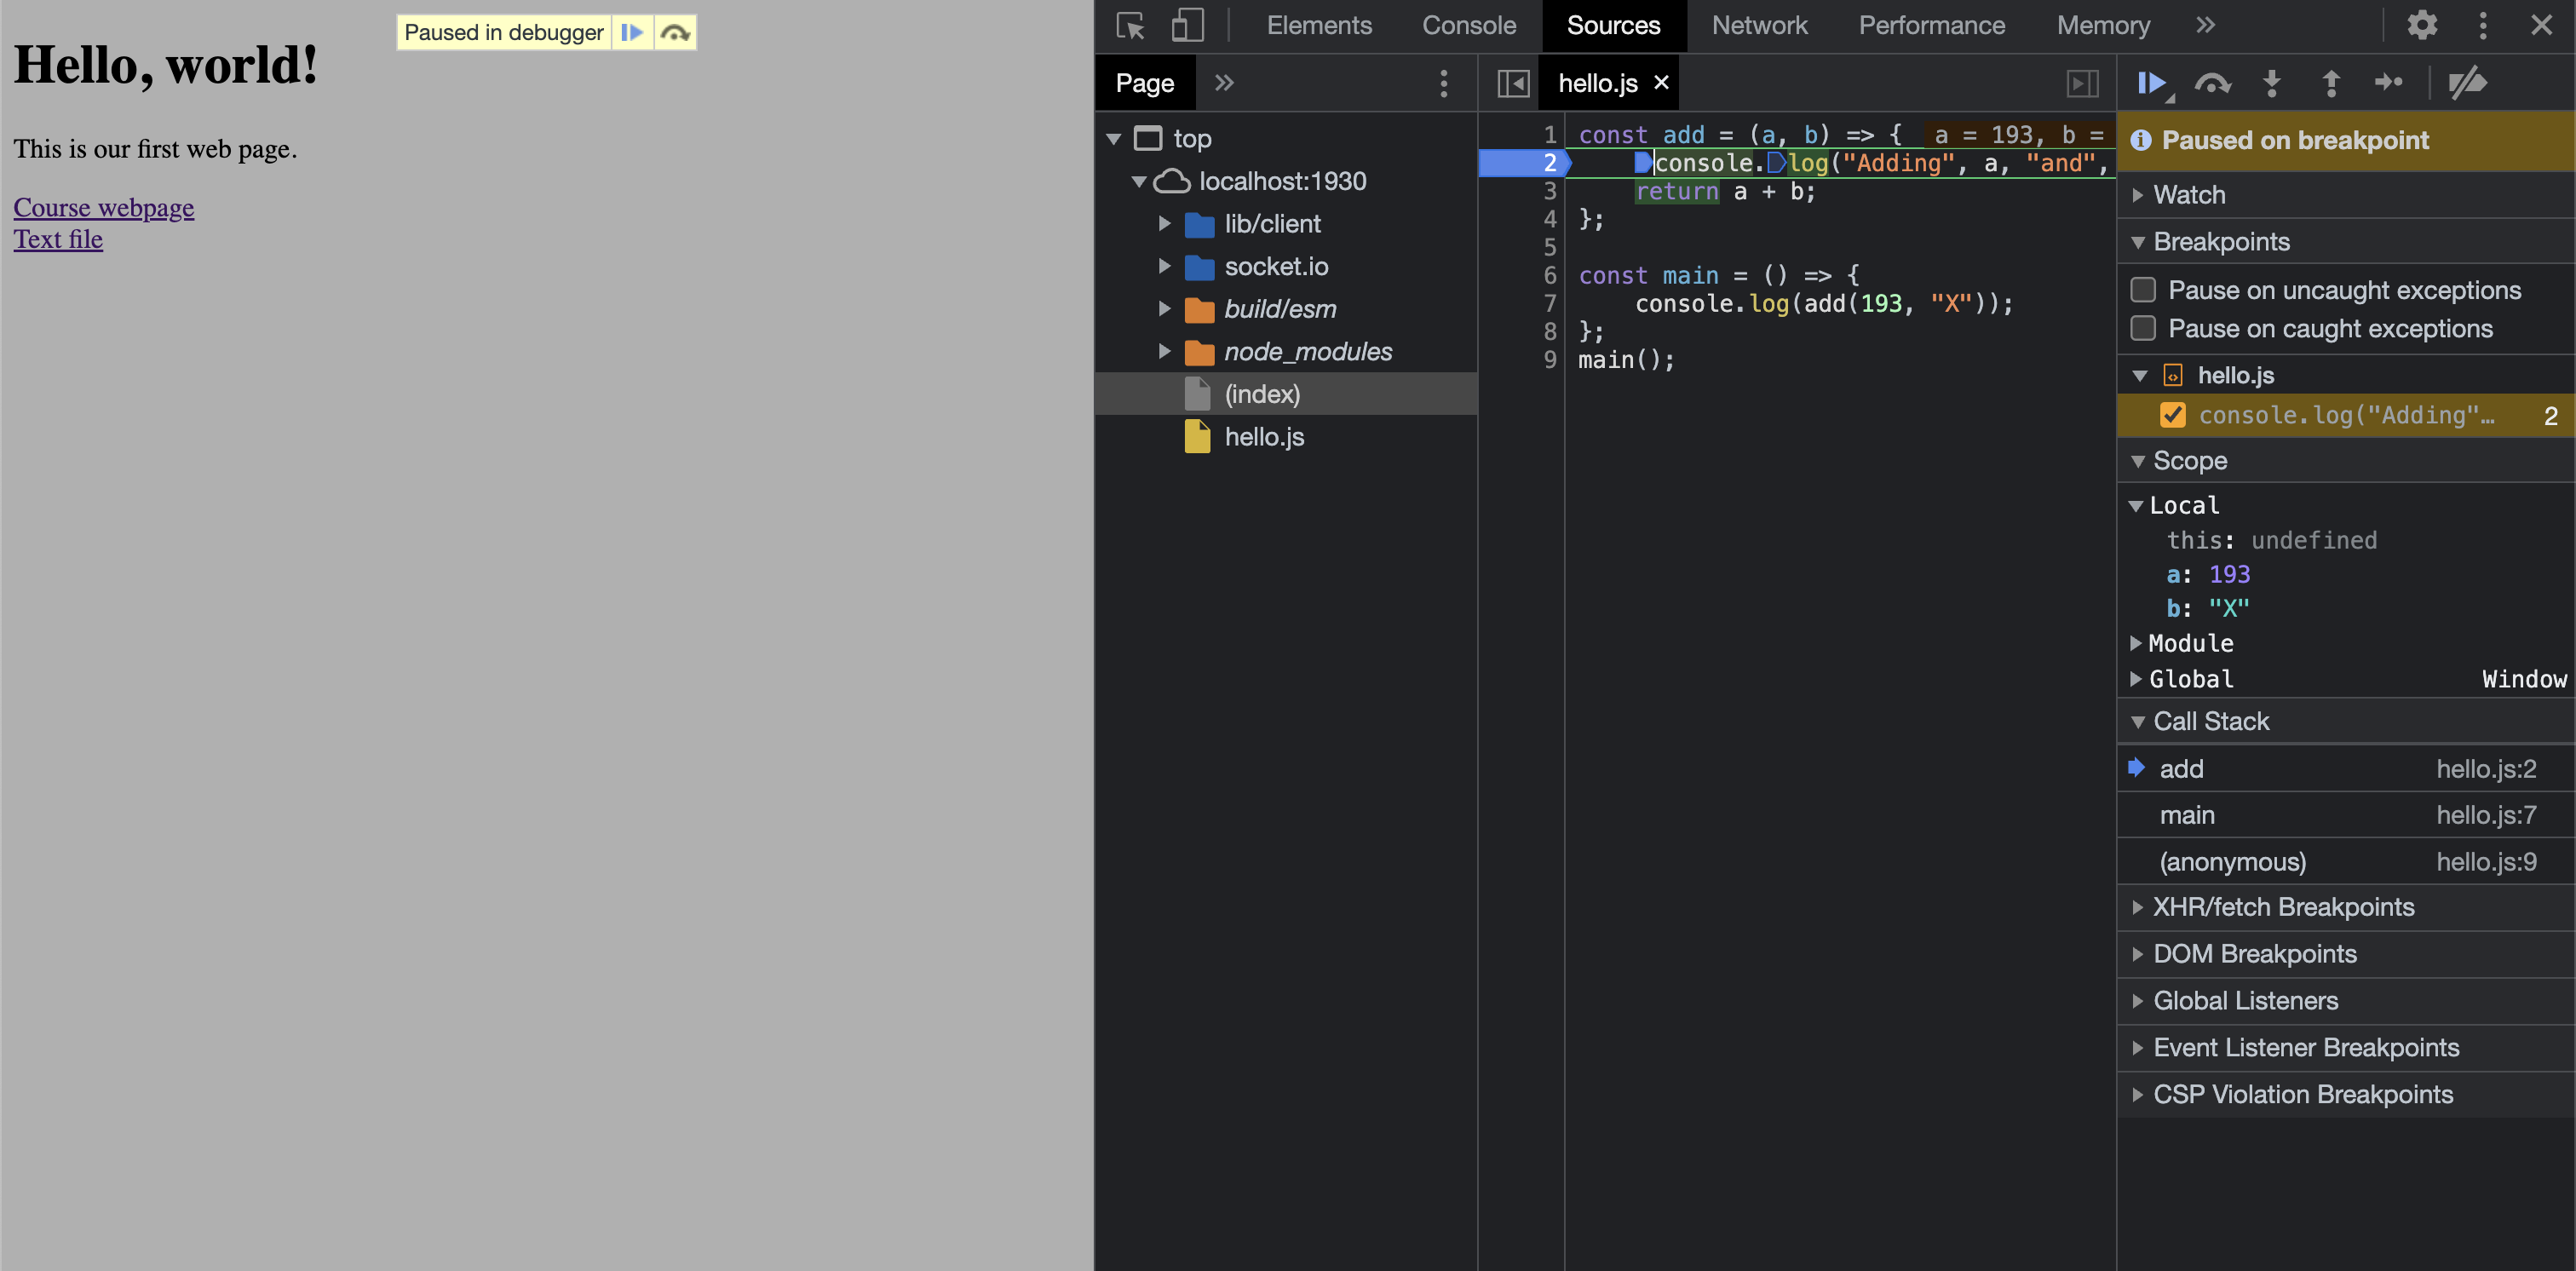 Paused in debugger
Hello, world!
This is our first web page.
Course webpage
Text file
Elements Console Sources Network Performance Memory
Page
top
localhost:1930
lib/client
socket.io
build/esm
node_modules
(index)
hello.js
hello.js
1 const add = (a, b) => { a = 193, b =
2 console.log("Adding", a, "and",
3 return a + b;
4 };
5
6 const main = () => {
7 console.log(add(193, "X"));
8 };
9 main();
Paused on breakpoint
Watch
Breakpoints
Pause on uncaught exceptions
Pause on caught exceptions
hello.js
console.log("Adding"… 2
Scope
Local
this: undefined
a: 193
b: "X"
Module
Global Window
Call Stack
add hello.js:2
main hello.js:7
(anonymous) hello.js:9
XHR/fetch Breakpoints
DOM Breakpoints
Global Listeners
Event Listener Breakpoints
CSP Violation Breakpoints